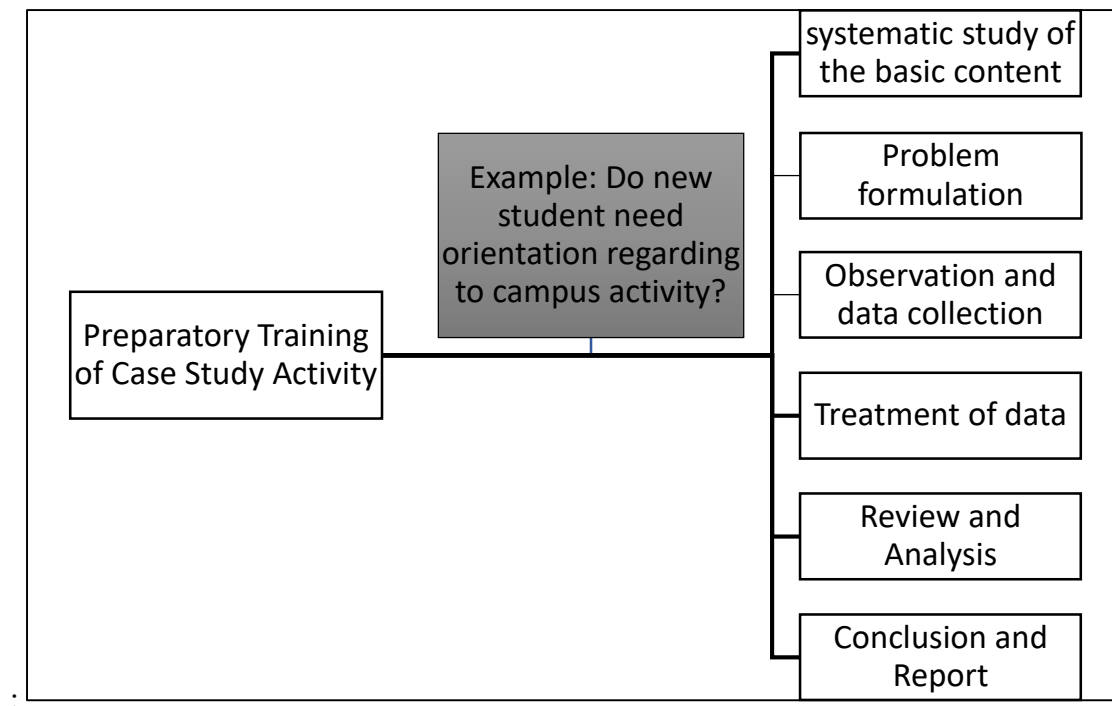 Preparatory Training
of Case Study Activity
Example: Do new
student need
orientation regarding
to campus activity?
systematic study of
the basic content
Problem
formulation
Observation and
data collection
Treatment of data
Review and
Analysis
Conclusion and
Report
.